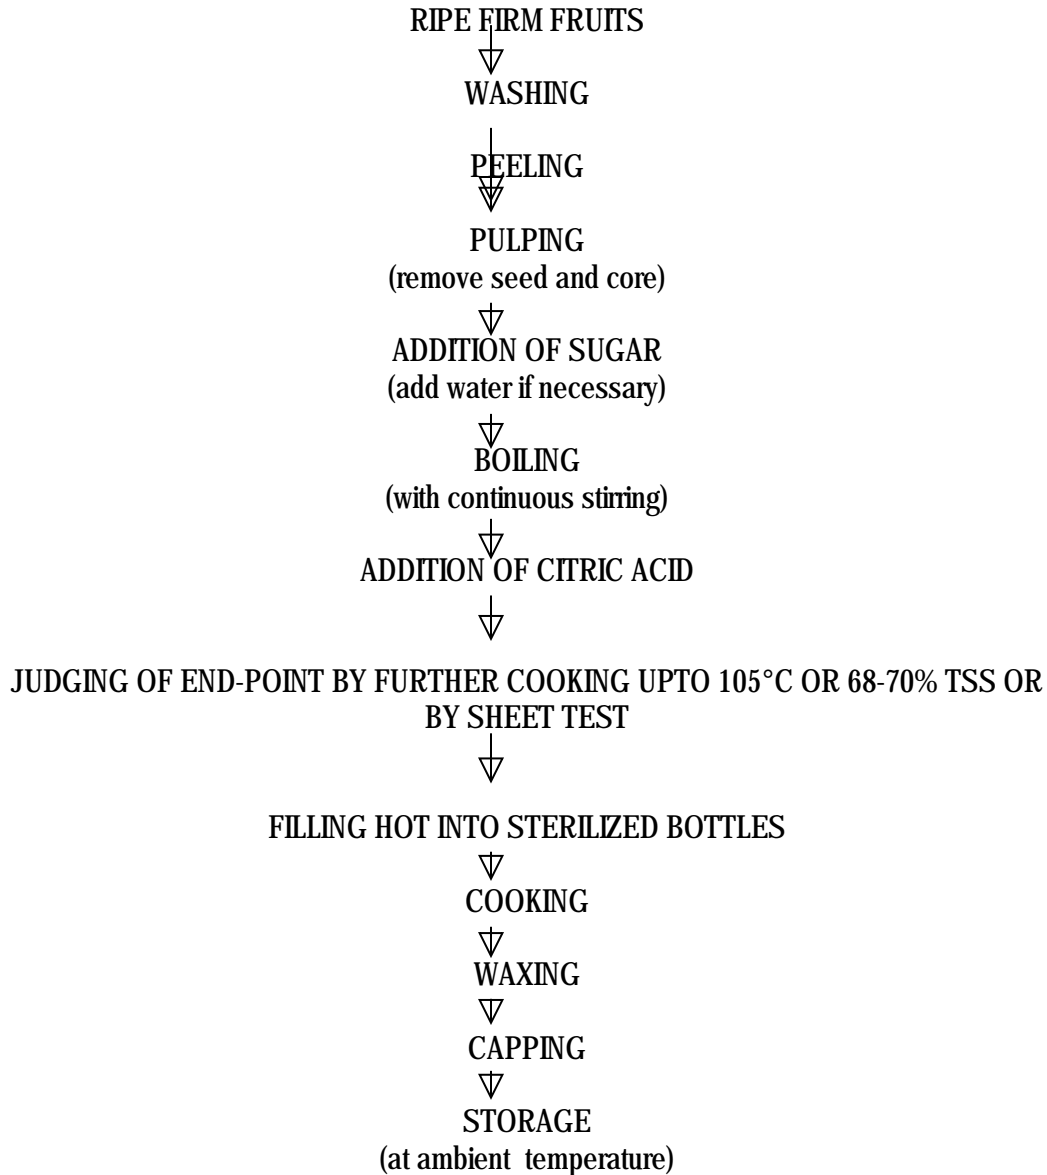 RIPE FIRM FRUITS
WASHING
PEELING
PULPING
(remove seed and core)
ADDITION OF SUGAR
(add water if necessary)
BOILING
(with continuous stirring)
ADDITION OF CITRIC ACID
JUDGING OF END-POINT BY FURTHER COOKING UPTO 105°C OR 68-70% TSS OR
BY SHEET TEST
FILLING HOT INTO STERILIZED BOTTLES
COOKING
WAXING
CAPPING
STORAGE
(at ambient temperature)